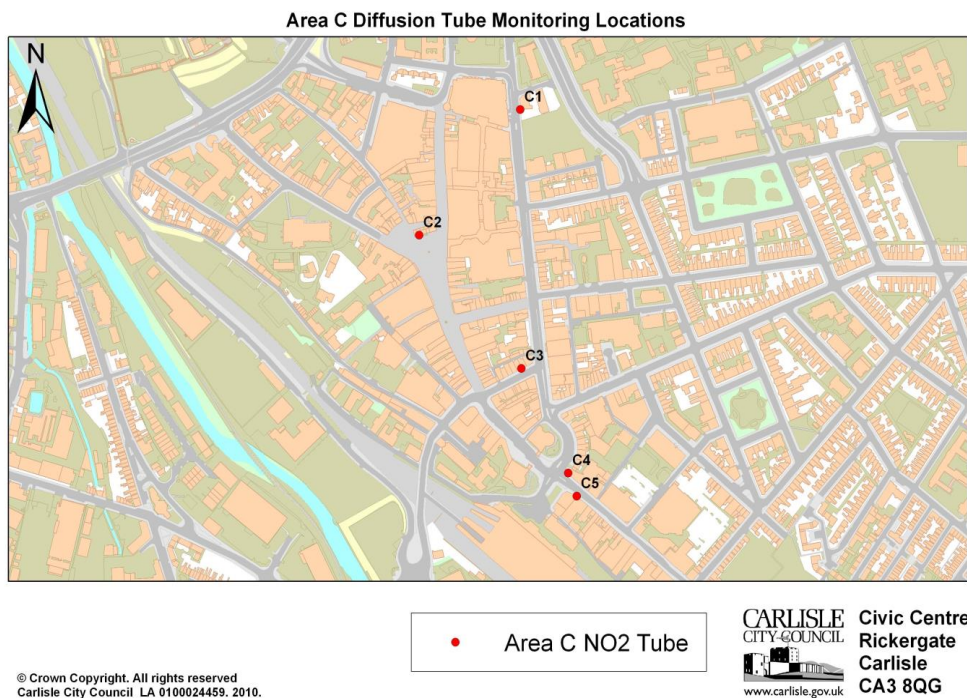 Area C Diffusion Tube Monitoring Locations
N
C1
C2
C3
C4
C5
Area C NO2 Tube
CARLISLE
CITY COUNCIL
www.carlisle.gov.uk
Civic Centre
Rickergate
Carlisle
CA3 8QG
© Crown Copyright. All rights reserved
Carlisle City Council LA 0100024459. 2010.